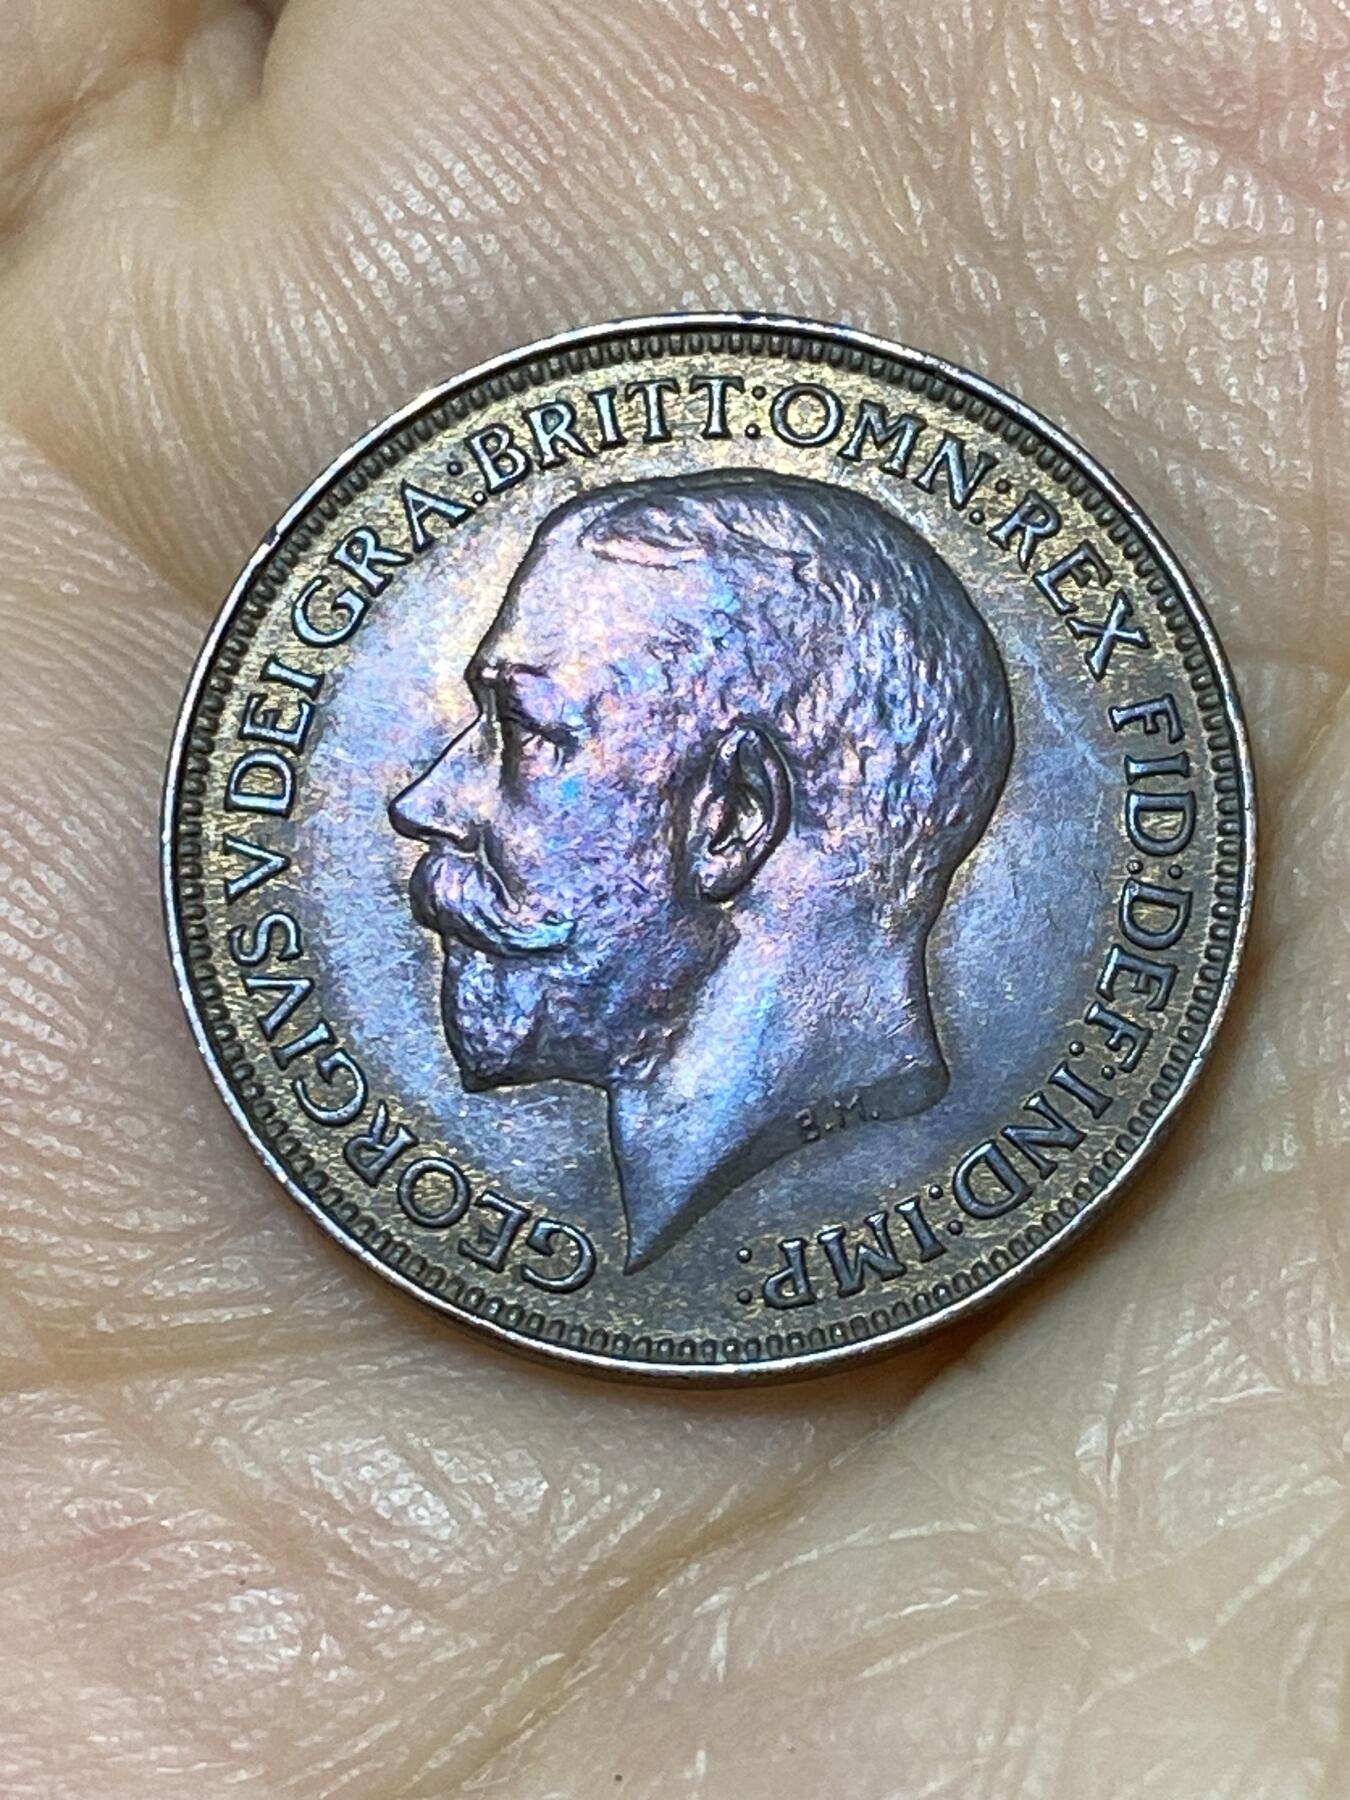 GEORGIVS V DEI GRA:BRITT:OMN:REX FID:DEF:IND:IMP:
B.M.